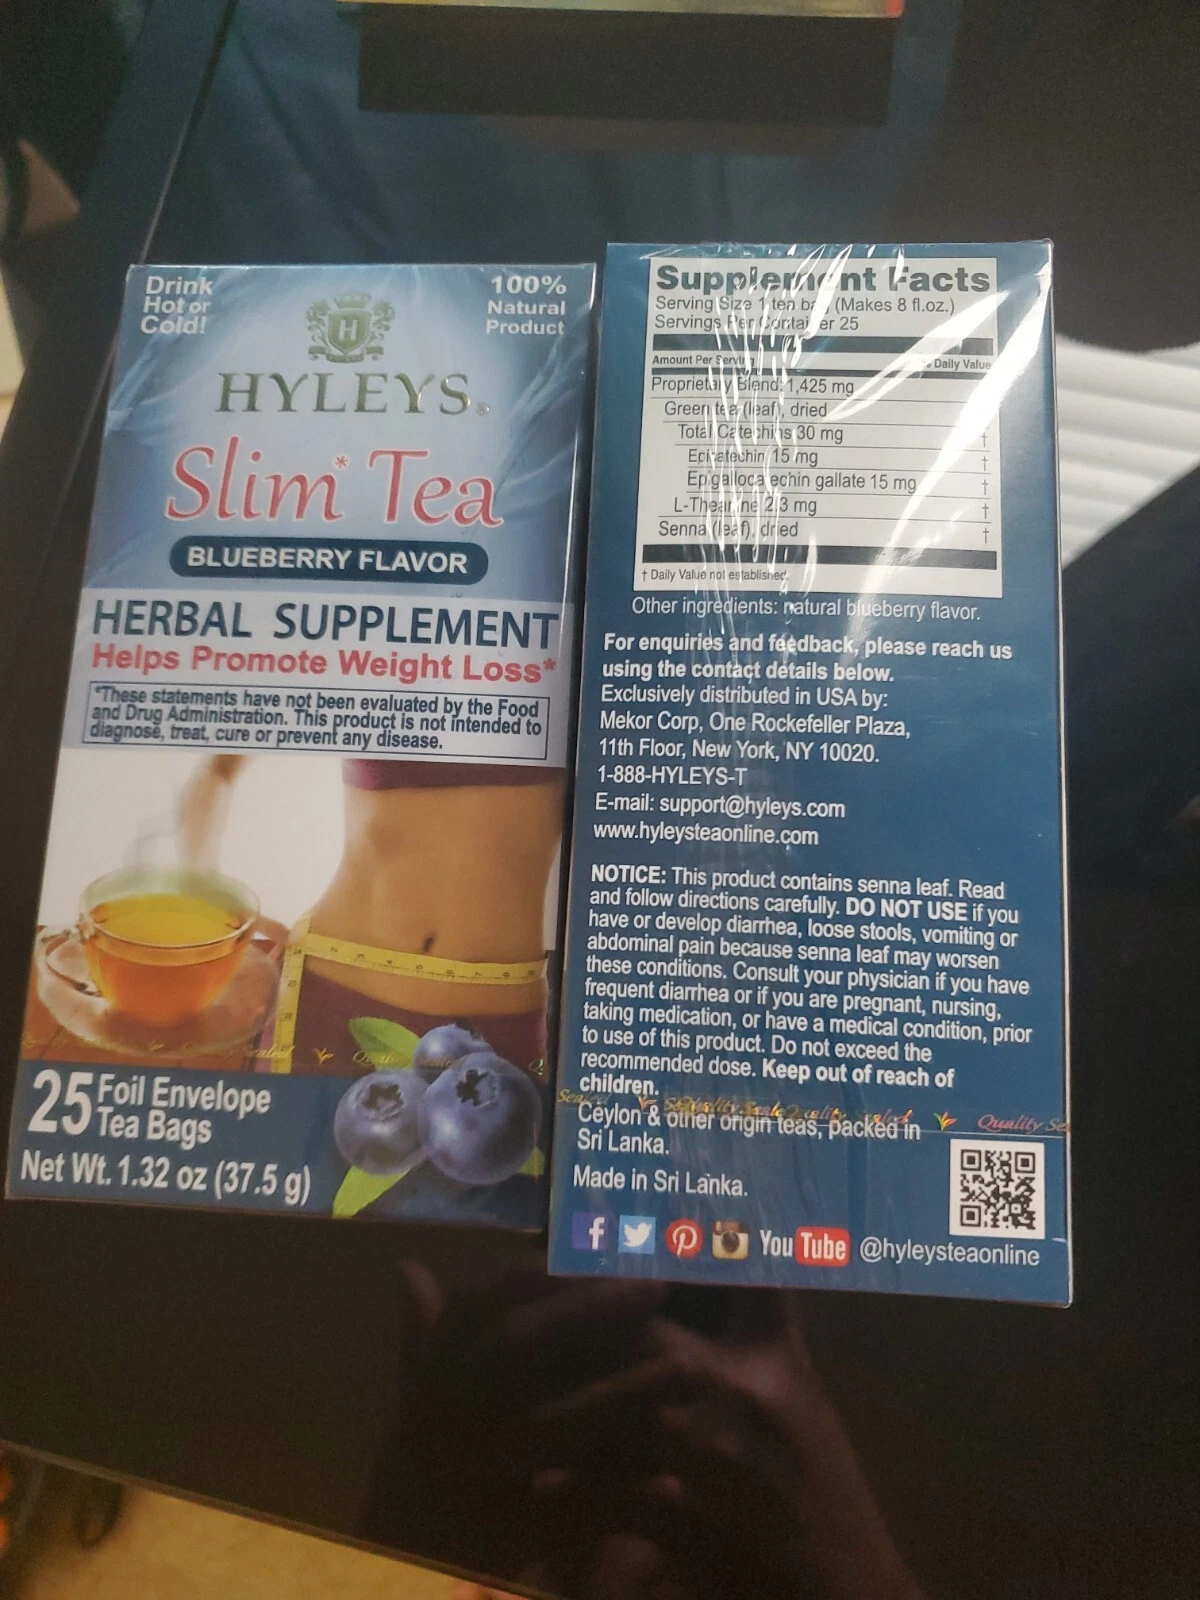 Drink
Hot or
Cold!
100%
Natural
Product
H
HYLEYS®
Slim* Tea
BLUEBERRY FLAVOR
HERBAL SUPPLEMENT
Helps Promote Weight Loss*
*These statements have not been evaluated by the Food
and Drug Administration. This product is not intended to
diagnose, treat, cure or prevent any disease.
Quality Sealed
25 Foil Envelope
Tea Bags
Net Wt. 1.32 oz (37.5 g)
Supplement Facts
Serving Size 1 tea bag (Makes 8 fl.oz.)
Servings Per Container 25
Amount Per Serving % Daily Value
Proprietary Blend: 1,425 mg
Green tea (leaf), dried
Total Catechins 30 mg †
Epicatechin 15 mg †
Epigallocatechin gallate 15 mg †
L-Theanine 2.3 mg †
Senna (leaf), dried †
† Daily Value not established.
Other ingredients: natural blueberry flavor.
For enquiries and feedback, please reach us
using the contact details below.
Exclusively distributed in USA by:
Mekor Corp, One Rockefeller Plaza,
11th Floor, New York, NY 10020.
1-888-HYLEYS-T
E-mail: support@hyleys.com
www.hyleysteaonline.com
NOTICE: This product contains senna leaf. Read
and follow directions carefully. DO NOT USE if you
have or develop diarrhea, loose stools, vomiting or
abdominal pain because senna leaf may worsen
these conditions. Consult your physician if you have
frequent diarrhea or if you are pregnant, nursing,
taking medication, or have a medical condition, prior
to use of this product. Do not exceed the
recommended dose. Keep out of reach of
children.
Sealed Quality Sealed Quality Se
Ceylon & other origin teas, packed in
Sri Lanka.
Made in Sri Lanka.
f You Tube @hyleysteaonline